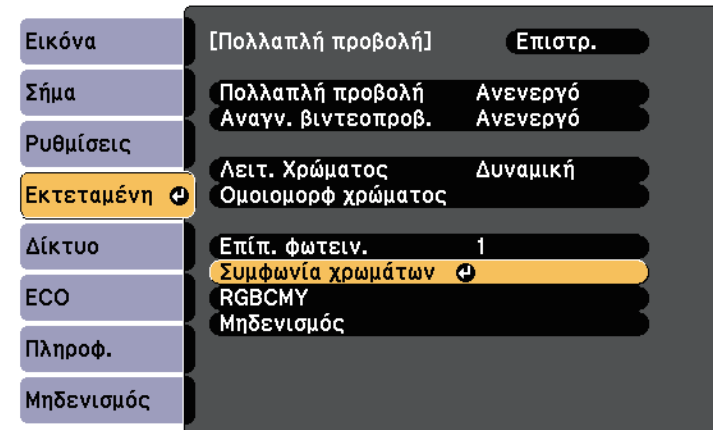 Εικόνα
Σήμα
Ρυθμίσεις
Εκτεταμένη
Δίκτυο
ECO
Πληροφ.
Μηδενισμός
[Πολλαπλή προβολή] Επιστρ.
Πολλαπλή προβολή Ανενεργό
Αναγν. βιντεοπροβ. Ανενεργό
Λειτ. Χρώματος Δυναμική
Ομοιομορφ χρώματος
Επίπ. φωτειν. 1
Συμφωνία χρωμάτων
RGBCMY
Μηδενισμός